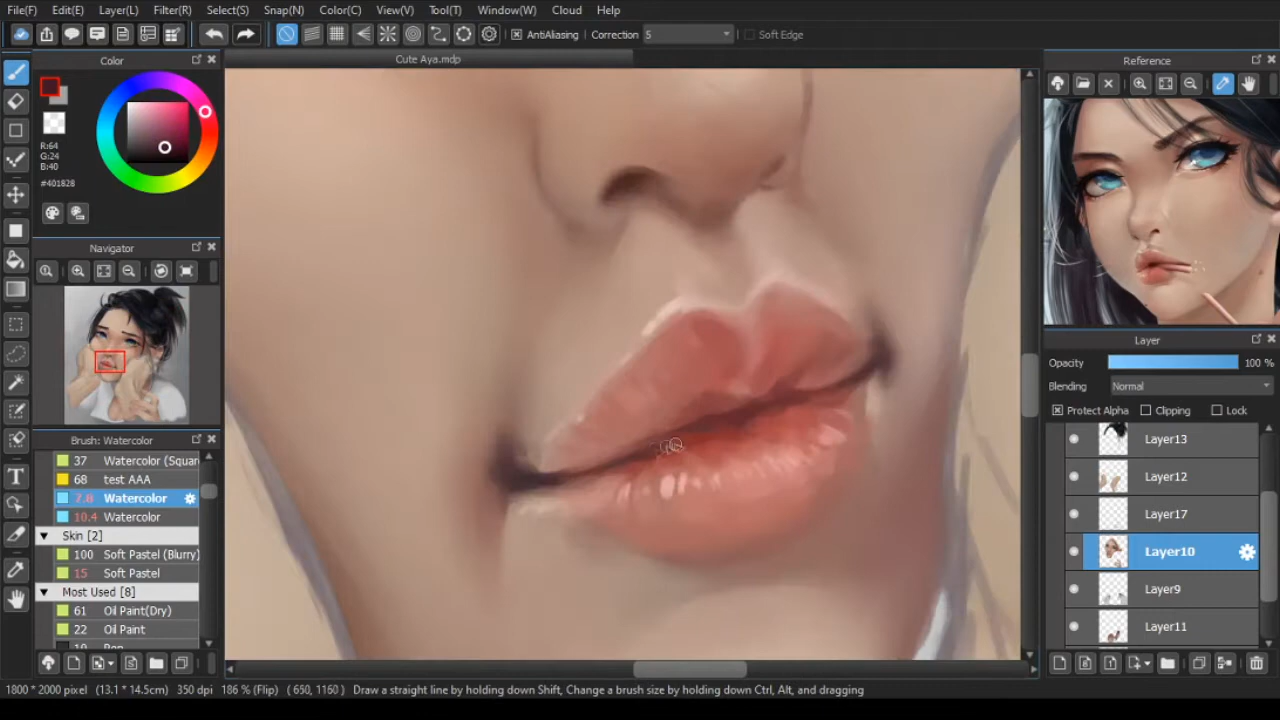 File(F) Edit(E) Layer(L) Filter(R) Select(S) Snap(N) Color(C) View(V) Tool(T) Window(W) Cloud Help
AntiAliasing Correction 5 Soft Edge
Color
R:64
G:24
B:40
#401828
Navigator
Brush: Watercolor
37 Watercolor (Squar
68 test AAA
7.8 Watercolor
10.4 Watercolor
Skin [2]
100 Soft Pastel (Blurry)
15 Soft Pastel
Most Used [8]
61 Oil Paint(Dry)
22 Oil Paint
Cute Aya.mdp
Reference
Layer
Opacity 100 %
Blending Normal
Protect Alpha Clipping Lock
Layer13
Layer12
Layer17
Layer10
Layer9
Layer11
1800 * 2000 pixel (13.1 * 14.5cm) 350 dpi 186 % (Flip) ( 650, 1160 ) Draw a straight line by holding down Shift, Change a brush size by holding down Ctrl, Alt, and dragging